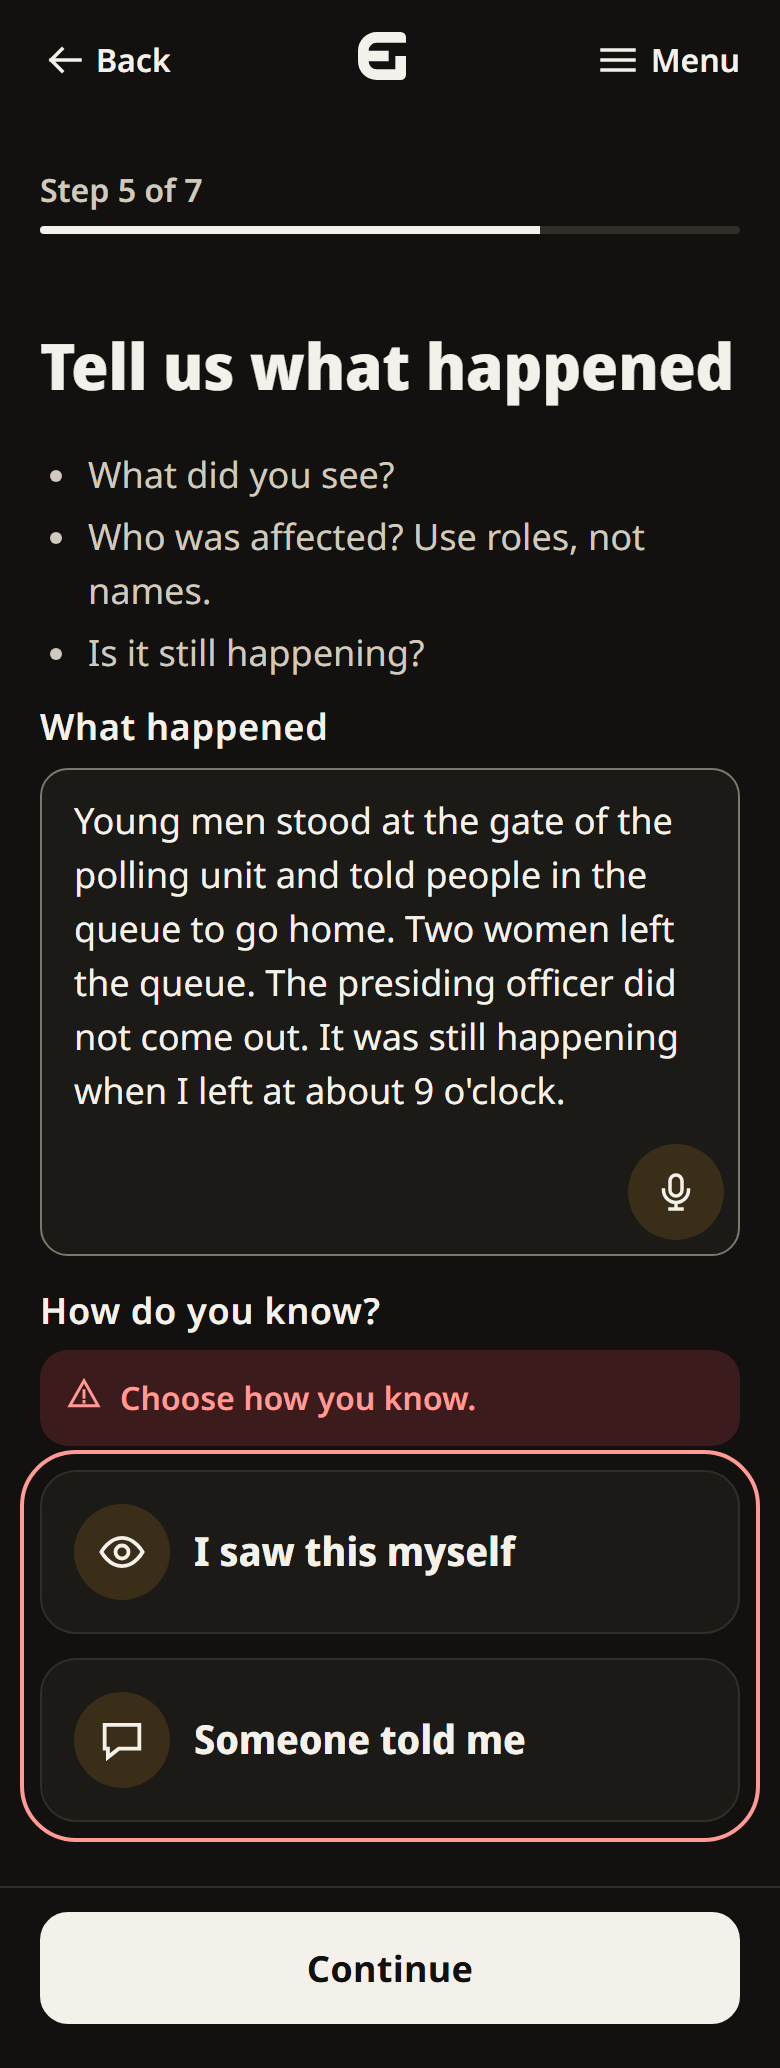 Back
Menu
Step 5 of 7
Tell us what happened
What did you see?
Who was affected? Use roles, not
names.
Is it still happening?
What happened
Young men stood at the gate of the
polling unit and told people in the
queue to go home. Two women left
the queue. The presiding officer did
not come out. It was still happening
when I left at about 9 o'clock.
How do you know?
Choose how you know.
I saw this myself
Someone told me
Continue